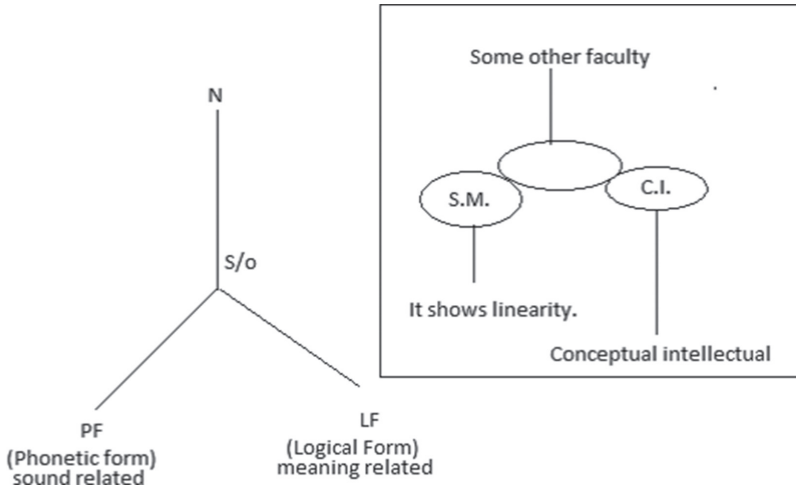 N
S/o
PF
(Phonetic form)
sound related
LF
(Logical Form)
meaning related
Some other faculty
S.M.
C.I.
It shows linearity.
Conceptual intellectual